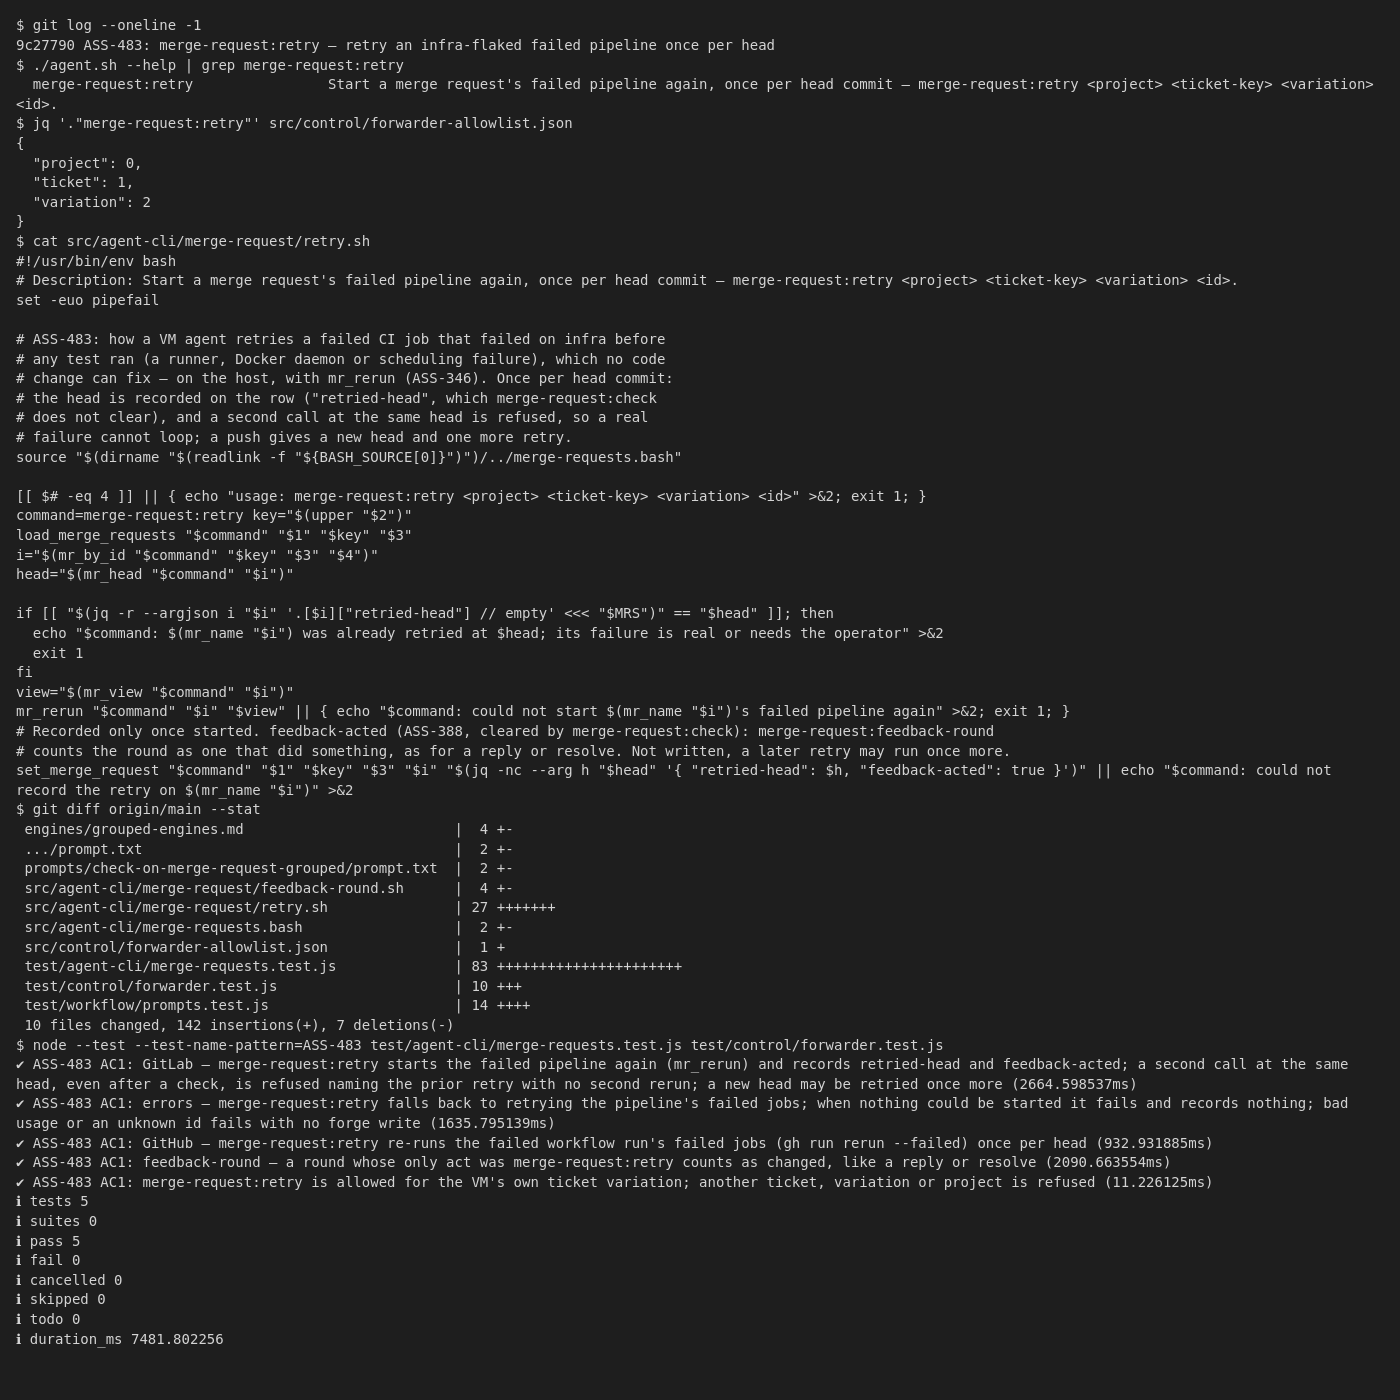 $ git log --oneline -1
9c27790 ASS-483: merge-request:retry — retry an infra-flaked failed pipeline once per head
$ ./agent.sh --help | grep merge-request:retry
  merge-request:retry                Start a merge request's failed pipeline again, once per head commit — merge-request:retry <project> <ticket-key> <variation>
<id>.
$ jq '."merge-request:retry"' src/control/forwarder-allowlist.json
{
  "project": 0,
  "ticket": 1,
  "variation": 2
}
$ cat src/agent-cli/merge-request/retry.sh
#!/usr/bin/env bash
# Description: Start a merge request's failed pipeline again, once per head commit — merge-request:retry <project> <ticket-key> <variation> <id>.
set -euo pipefail

# ASS-483: how a VM agent retries a failed CI job that failed on infra before
# any test ran (a runner, Docker daemon or scheduling failure), which no code
# change can fix — on the host, with mr_rerun (ASS-346). Once per head commit:
# the head is recorded on the row ("retried-head", which merge-request:check
# does not clear), and a second call at the same head is refused, so a real
# failure cannot loop; a push gives a new head and one more retry.
source "$(dirname "$(readlink -f "${BASH_SOURCE[0]}")")/../merge-requests.bash"

[[ $# -eq 4 ]] || { echo "usage: merge-request:retry <project> <ticket-key> <variation> <id>" >&2; exit 1; }
command=merge-request:retry key="$(upper "$2")"
load_merge_requests "$command" "$1" "$key" "$3"
i="$(mr_by_id "$command" "$key" "$3" "$4")"
head="$(mr_head "$command" "$i")"

if [[ "$(jq -r --argjson i "$i" '.[$i]["retried-head"] // empty' <<< "$MRS")" == "$head" ]]; then
  echo "$command: $(mr_name "$i") was already retried at $head; its failure is real or needs the operator" >&2
  exit 1
fi
view="$(mr_view "$command" "$i")"
mr_rerun "$command" "$i" "$view" || { echo "$command: could not start $(mr_name "$i")'s failed pipeline again" >&2; exit 1; }
# Recorded only once started. feedback-acted (ASS-388, cleared by merge-request:check): merge-request:feedback-round
# counts the round as one that did something, as for a reply or resolve. Not written, a later retry may run once more.
set_merge_request "$command" "$1" "$key" "$3" "$i" "$(jq -nc --arg h "$head" '{ "retried-head": $h, "feedback-acted": true }')" || echo "$command: could not
record the retry on $(mr_name "$i")" >&2
$ git diff origin/main --stat
 engines/grouped-engines.md                         |  4 +-
 .../prompt.txt                                     |  2 +-
 prompts/check-on-merge-request-grouped/prompt.txt  |  2 +-
 src/agent-cli/merge-request/feedback-round.sh      |  4 +-
 src/agent-cli/merge-request/retry.sh               | 27 +++++++
 src/agent-cli/merge-requests.bash                  |  2 +-
 src/control/forwarder-allowlist.json               |  1 +
 test/agent-cli/merge-requests.test.js              | 83 ++++++++++++++++++++++
 test/control/forwarder.test.js                     | 10 +++
 test/workflow/prompts.test.js                      | 14 ++++
 10 files changed, 142 insertions(+), 7 deletions(-)
$ node --test --test-name-pattern=ASS-483 test/agent-cli/merge-requests.test.js test/control/forwarder.test.js
✔ ASS-483 AC1: GitLab — merge-request:retry starts the failed pipeline again (mr_rerun) and records retried-head and feedback-acted; a second call at the same
head, even after a check, is refused naming the prior retry with no second rerun; a new head may be retried once more (2664.598537ms)
✔ ASS-483 AC1: errors — merge-request:retry falls back to retrying the pipeline's failed jobs; when nothing could be started it fails and records nothing; bad
usage or an unknown id fails with no forge write (1635.795139ms)
✔ ASS-483 AC1: GitHub — merge-request:retry re-runs the failed workflow run's failed jobs (gh run rerun --failed) once per head (932.931885ms)
✔ ASS-483 AC1: feedback-round — a round whose only act was merge-request:retry counts as changed, like a reply or resolve (2090.663554ms)
✔ ASS-483 AC1: merge-request:retry is allowed for the VM's own ticket variation; another ticket, variation or project is refused (11.226125ms)
ℹ tests 5
ℹ suites 0
ℹ pass 5
ℹ fail 0
ℹ cancelled 0
ℹ skipped 0
ℹ todo 0
ℹ duration_ms 7481.802256